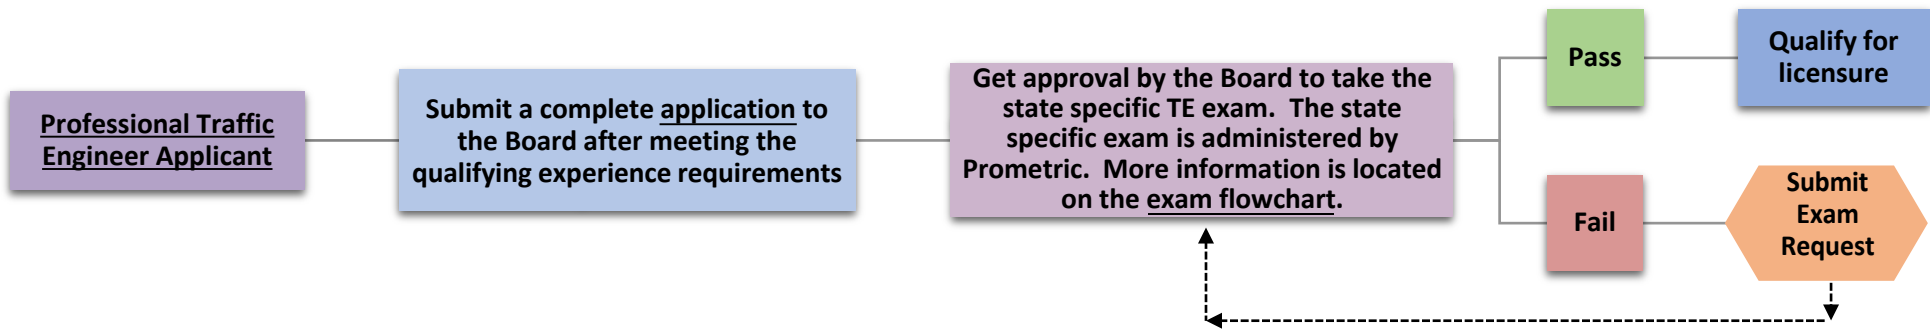 Professional Traffic
Engineer Applicant
Submit a complete application to
the Board after meeting the
qualifying experience requirements
Get approval by the Board to take the
state specific TE exam.  The state
specific exam is administered by
Prometric.  More information is located
on the exam flowchart.
Pass
Qualify for
licensure
Fail
Submit
Exam
Request